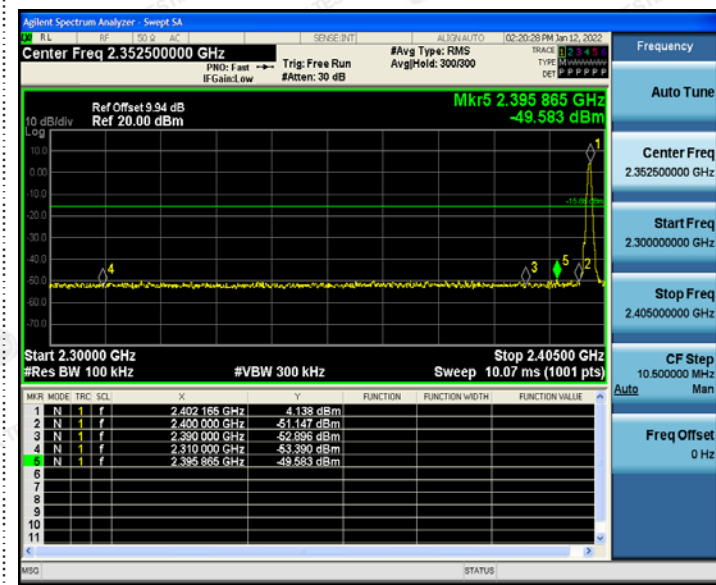 Agilent Spectrum Analyzer - Swept SA
RL RF 50 Ω AC SENSE:INT ALIGNAUTO 02:20:28 PM Jan 12, 2022
Center Freq 2.352500000 GHz
PNO: Fast
IFGain:Low
Trig: Free Run
#Atten: 30 dB
#Avg Type: RMS
Avg|Hold: 300/300
TRACE 1 2 3 4 5 6
TYPE M
DET P P P P P P
Ref Offset 9.94 dB
10 dB/div Ref 20.00 dBm
Log
Mkr5 2.395 865 GHz
-49.583 dBm
10.0
0.00
-10.0
-20.0
-30.0
-40.0
-50.0
-60.0
-70.0
1
4
3
5
2
Start 2.30000 GHz Stop 2.40500 GHz
#Res BW 100 kHz #VBW 300 kHz Sweep 10.07 ms (1001 pts)
MKR MODE TRC SCL X Y FUNCTION FUNCTION WIDTH FUNCTION VALUE
1 N 1 f 2.402 165 GHz 4.138 dBm
2 N 1 f 2.400 000 GHz -51.147 dBm
3 N 1 f 2.390 000 GHz -52.896 dBm
4 N 1 f 2.310 000 GHz -53.390 dBm
5 N 1 f 2.395 865 GHz -49.583 dBm
6
7
8
9
10
11
MSG STATUS
Frequency
Auto Tune
Center Freq
2.352500000 GHz
Start Freq
2.300000000 GHz
Stop Freq
2.405000000 GHz
CF Step
10.500000 MHz
Auto Man
Freq Offset
0 Hz